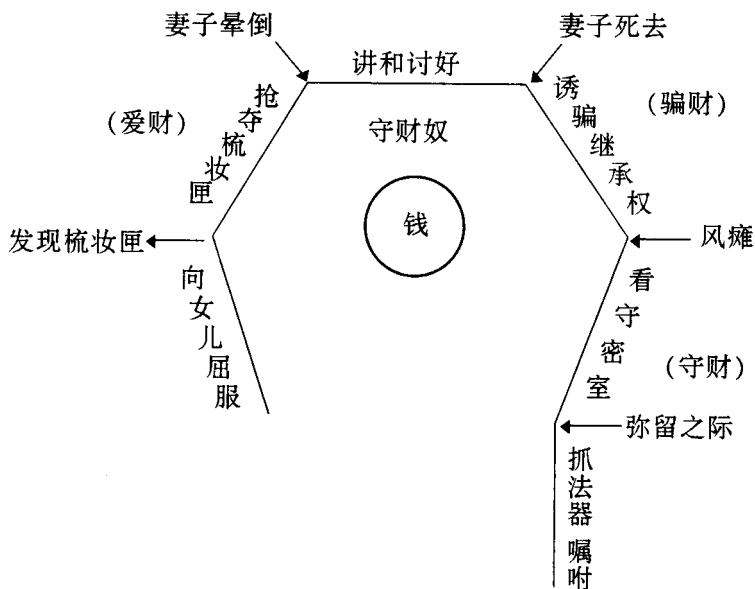 妻子晕倒
妻子死去
讲和讨好
抢夺梳妆匣
(爱财)
守财奴
诱骗继承权
(骗财)
钱
发现梳妆匣
风瘫
向女儿屈服
看守密室
(守财)
弥留之际
抓法器 嘱咐